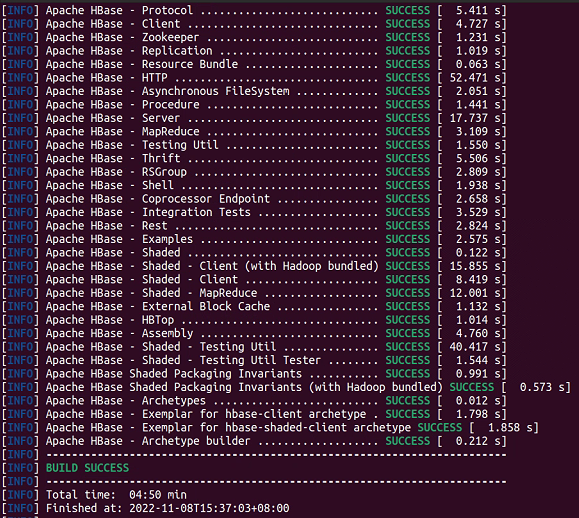 [INFO] Apache HBase - Protocol ............................ SUCCESS [  5.411 s]
[INFO] Apache HBase - Client .............................. SUCCESS [  4.727 s]
[INFO] Apache HBase - Zookeeper ........................... SUCCESS [  1.231 s]
[INFO] Apache HBase - Replication ......................... SUCCESS [  1.019 s]
[INFO] Apache HBase - Resource Bundle ..................... SUCCESS [  0.063 s]
[INFO] Apache HBase - HTTP ................................ SUCCESS [ 52.471 s]
[INFO] Apache HBase - Asynchronous FileSystem ............. SUCCESS [  2.051 s]
[INFO] Apache HBase - Procedure ........................... SUCCESS [  1.441 s]
[INFO] Apache HBase - Server .............................. SUCCESS [ 17.737 s]
[INFO] Apache HBase - MapReduce ........................... SUCCESS [  3.109 s]
[INFO] Apache HBase - Testing Util ........................ SUCCESS [  1.550 s]
[INFO] Apache HBase - Thrift .............................. SUCCESS [  5.506 s]
[INFO] Apache HBase - RSGroup ............................. SUCCESS [  2.809 s]
[INFO] Apache HBase - Shell ............................... SUCCESS [  1.938 s]
[INFO] Apache HBase - Coprocessor Endpoint ................ SUCCESS [  2.658 s]
[INFO] Apache HBase - Integration Tests ................... SUCCESS [  3.529 s]
[INFO] Apache HBase - Rest ................................ SUCCESS [  2.824 s]
[INFO] Apache HBase - Examples ............................ SUCCESS [  2.575 s]
[INFO] Apache HBase - Shaded .............................. SUCCESS [  0.122 s]
[INFO] Apache HBase - Shaded - Client (with Hadoop bundled) SUCCESS [ 15.855 s]
[INFO] Apache HBase - Shaded - Client ..................... SUCCESS [  8.419 s]
[INFO] Apache HBase - Shaded - MapReduce .................. SUCCESS [ 12.001 s]
[INFO] Apache HBase - External Block Cache ................ SUCCESS [  1.132 s]
[INFO] Apache HBase - HBTop ............................... SUCCESS [  1.014 s]
[INFO] Apache HBase - Assembly ............................ SUCCESS [  4.760 s]
[INFO] Apache HBase - Shaded - Testing Util ............... SUCCESS [ 40.417 s]
[INFO] Apache HBase - Shaded - Testing Util Tester ........ SUCCESS [  1.544 s]
[INFO] Apache HBase Shaded Packaging Invariants ........... SUCCESS [  0.991 s]
[INFO] Apache HBase Shaded Packaging Invariants (with Hadoop bundled) SUCCESS [  0.573 s]
[INFO] Apache HBase - Archetypes .......................... SUCCESS [  0.012 s]
[INFO] Apache HBase - Exemplar for hbase-client archetype . SUCCESS [  1.798 s]
[INFO] Apache HBase - Exemplar for hbase-shaded-client archetype SUCCESS [  1.858 s]
[INFO] Apache HBase - Archetype builder ................... SUCCESS [  0.212 s]
[INFO] ------------------------------------------------------------------------
[INFO] BUILD SUCCESS
[INFO] ------------------------------------------------------------------------
[INFO] Total time:  04:50 min
[INFO] Finished at: 2022-11-08T15:37:03+08:00